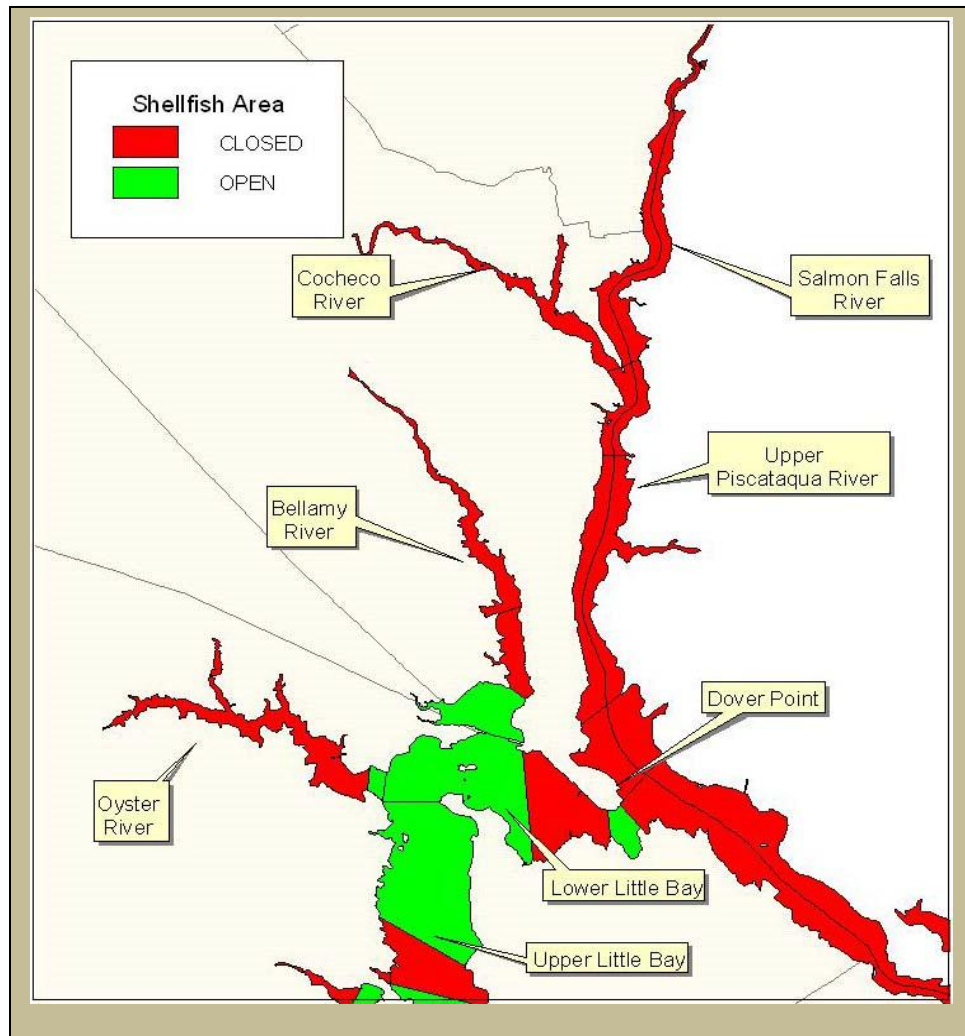 Shellfish Area
CLOSED
OPEN
Cocheco
River
Salmon Falls
River
Upper
Piscataqua River
Bellamy
River
Dover Point
Oyster
River
Lower Little Bay
Upper Little Bay